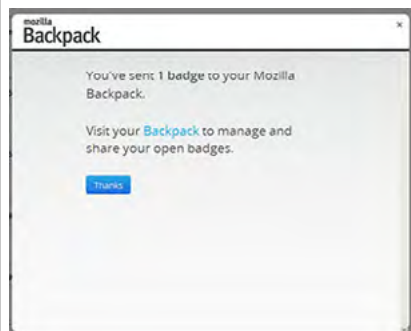 mozilla
Backpack
×
You've sent 1 badge to your Mozilla
Backpack.
Visit your Backpack to manage and
share your open badges.
Thanks